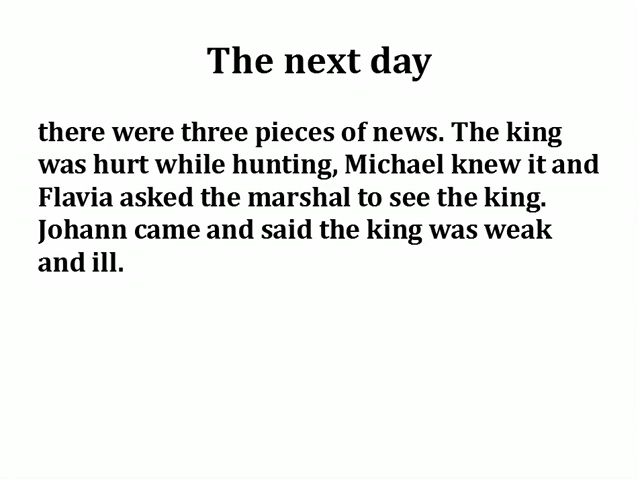 The next day
there were three pieces of news. The king
was hurt while hunting, Michael knew it and
Flavia asked the marshal to see the king.
Johann came and said the king was weak
and ill.